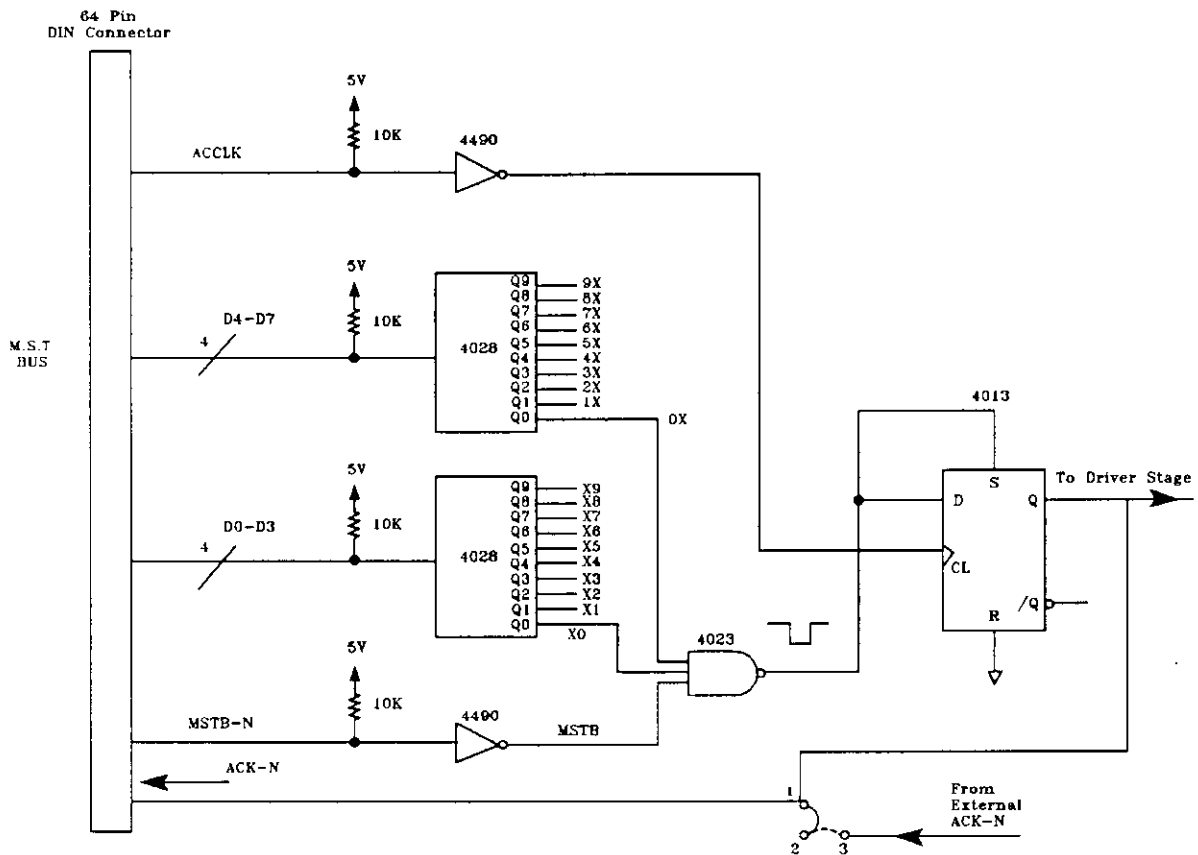 64 Pin
DIN Connector
M.S.T
BUS
5V
10K
ACCLK
4490
5V
10K
D4-D7
4
4028
Q9 9X
Q8 8X
Q7 7X
Q6 6X
Q5 5X
Q4 4X
Q3 3X
Q2 2X
Q1 1X
Q0
0X
5V
10K
D0-D3
4
4028
Q9 X9
Q8 X8
Q7 X7
Q6 X6
Q5 X5
Q4 X4
Q3 X3
Q2 X2
Q1 X1
Q0
X0
4013
S
D
Q
CL
/Q
R
To Driver Stage
4023
5V
10K
MSTB-N
4490
MSTB
ACK-N
1
2
3
From
External
ACK-N